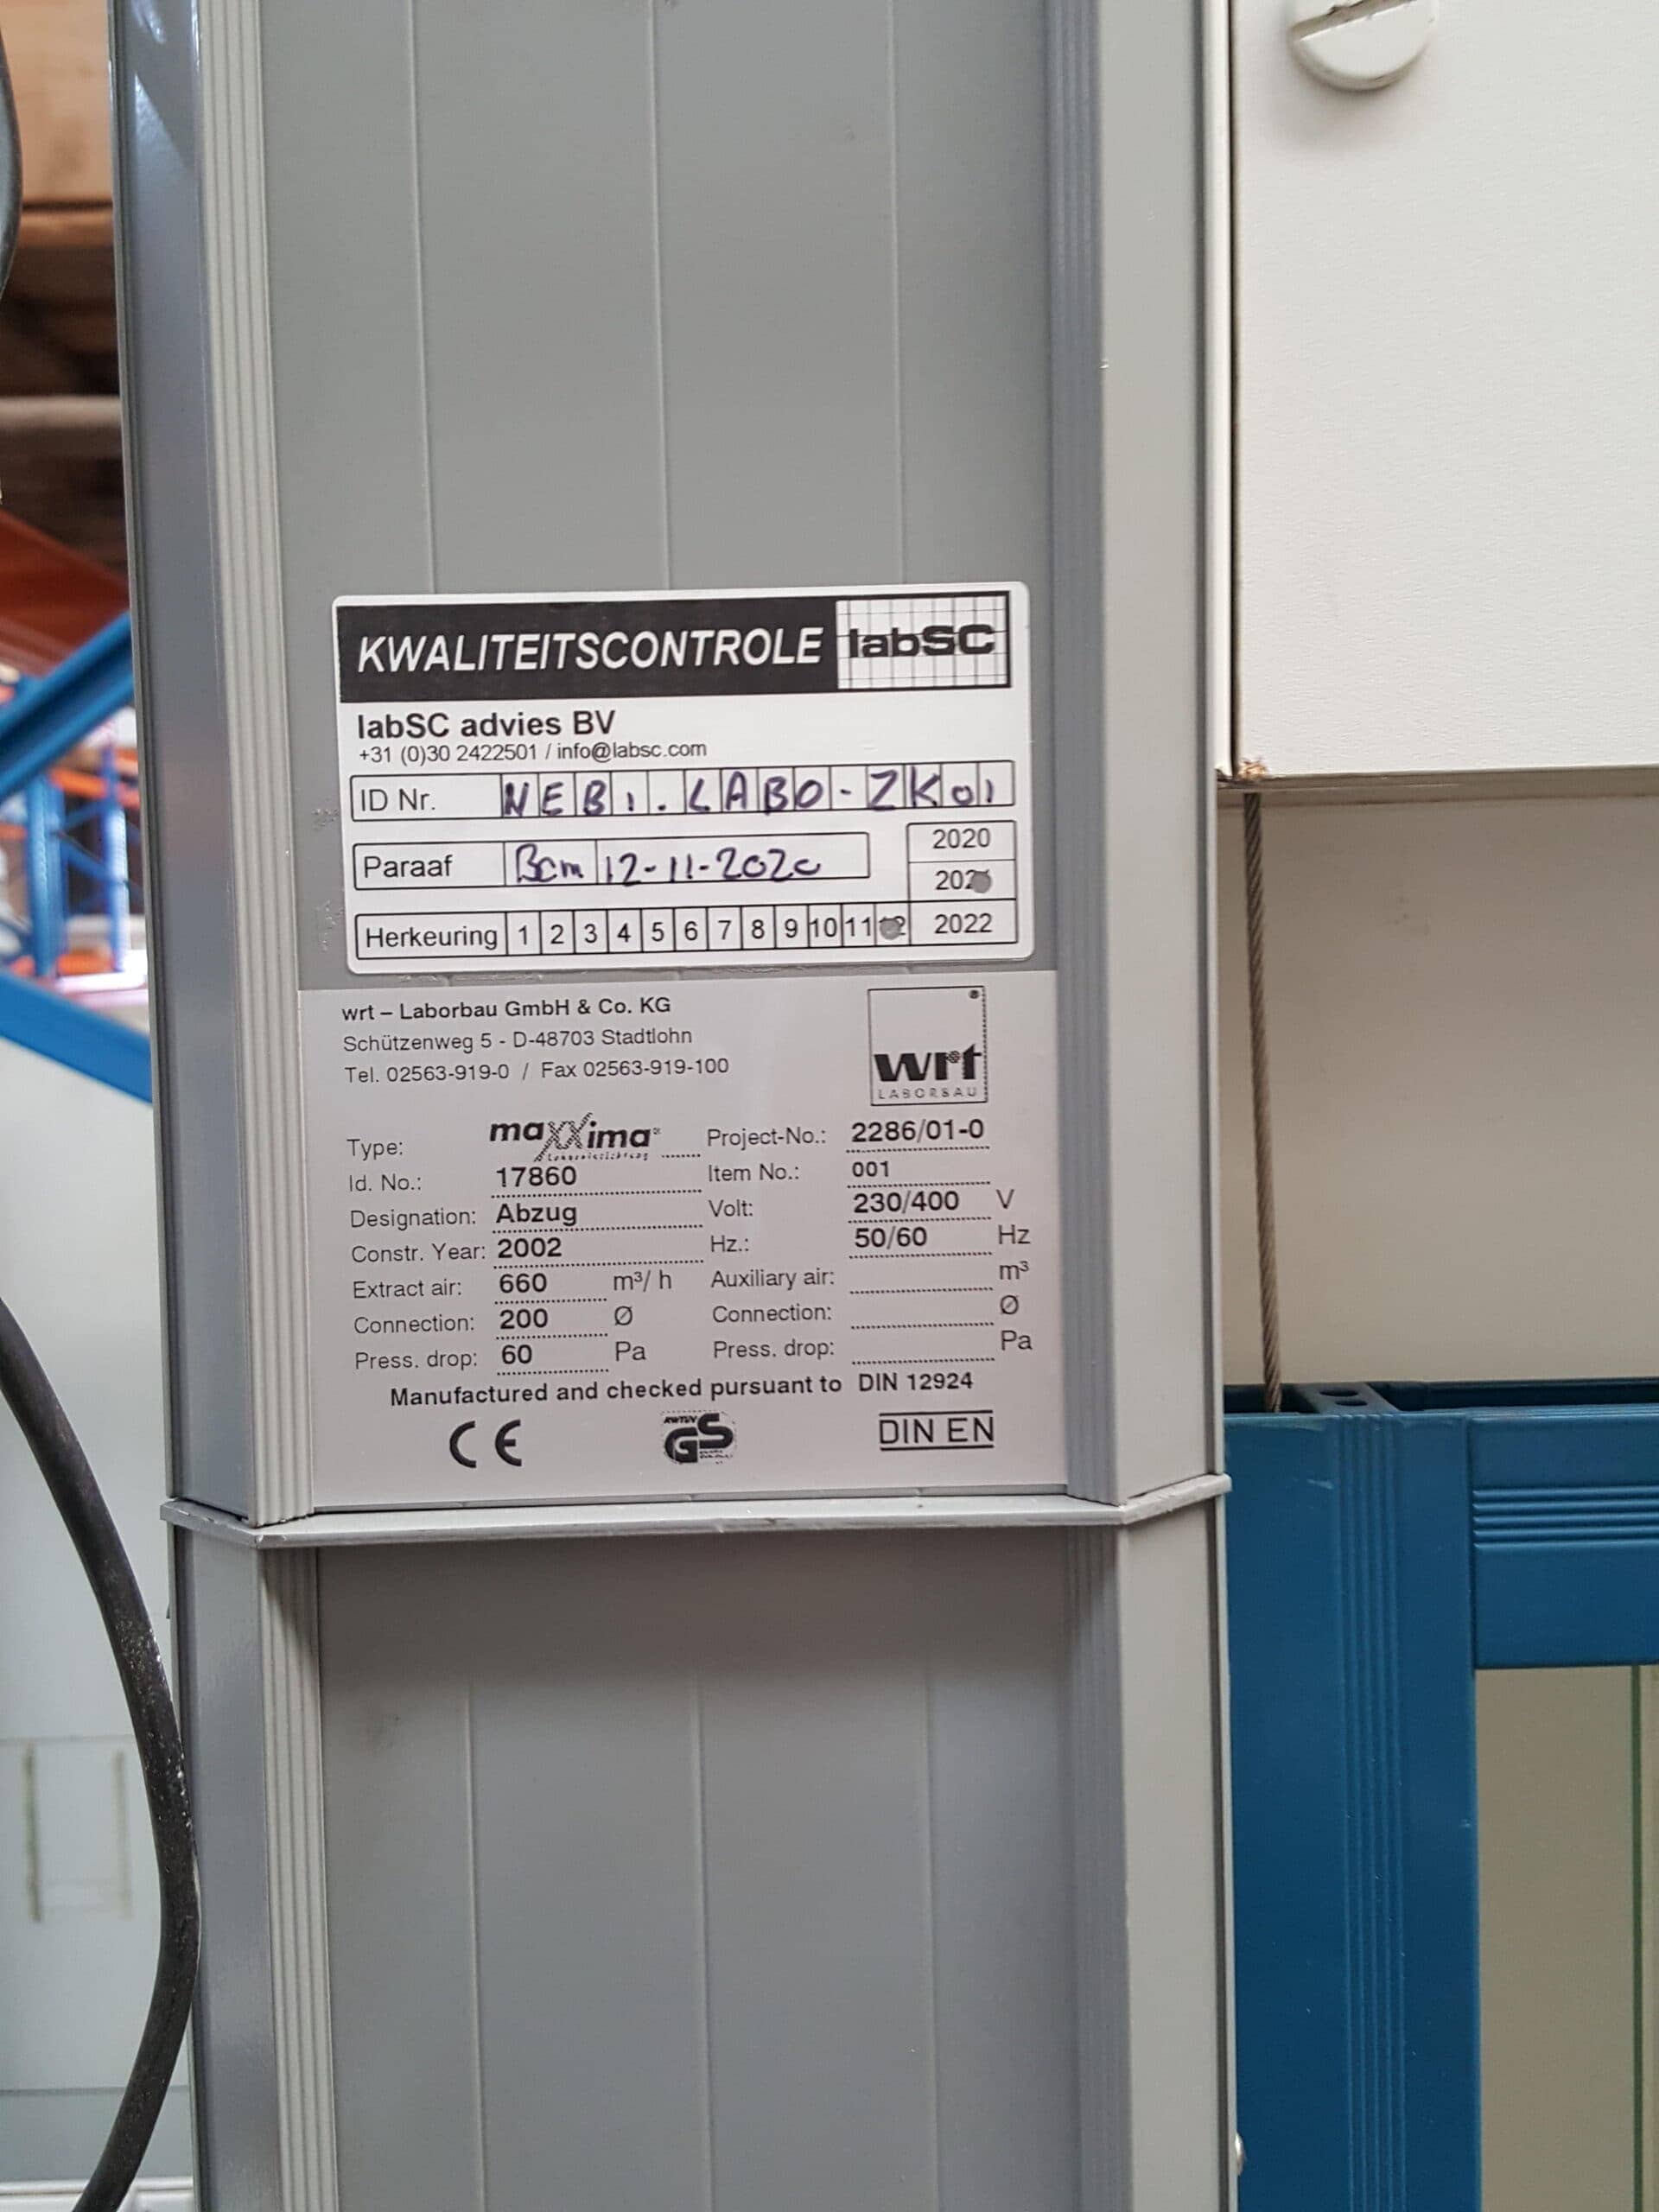 KWALITEITSCONTROLE labSC
labSC advies BV
+31 (0)30 2422501 / info@labsc.com
ID Nr. NEB1.LABO-ZK01
Paraaf Bcm 12-11-2020
2020
202
Herkeuring 1 2 3 4 5 6 7 8 9 10 11 2022
wrt – Laborbau GmbH & Co. KG
Schützenweg 5 - D-48703 Stadtlohn
Tel. 02563-919-0 / Fax 02563-919-100
wrt
LABORBAU
Type: maxxima Project-No.: 2286/01-0
Id. No.: 17860 Item No.: 001
Designation: Abzug Volt: 230/400 V
Constr. Year: 2002 Hz.: 50/60 Hz
Extract air: 660 m³/ h Auxiliary air: m³
Connection: 200 Ø Connection: Ø
Press. drop: 60 Pa Press. drop: Pa
Manufactured and checked pursuant to DIN 12924
CE RWTÜV GS DIN EN